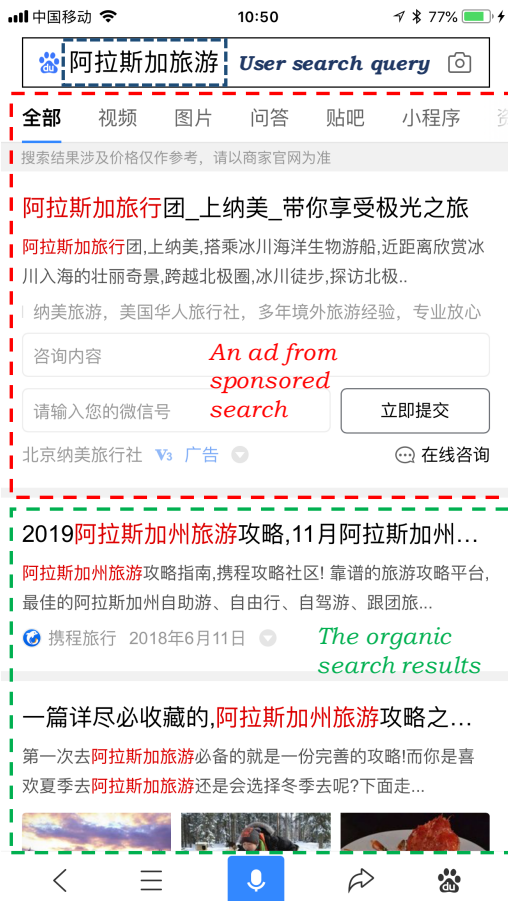 中国移动 10:50 77%
阿拉斯加旅游 User search query
全部 视频 图片 问答 贴吧 小程序
搜索结果涉及价格仅作参考，请以商家官网为准
阿拉斯加旅行团_上纳美_带你享受极光之旅
阿拉斯加旅行团,上纳美,搭乘冰川海洋生物游船,近距离欣赏冰
川入海的壮丽奇景,跨越北极圈,冰川徒步,探访北极..
纳美旅游，美国华人旅行社，多年境外旅游经验，专业放心
咨询内容
An ad from
sponsored
search
请输入您的微信号 立即提交
北京纳美旅行社 V3 广告 在线咨询
2019阿拉斯加州旅游攻略,11月阿拉斯加州...
阿拉斯加州旅游攻略指南,携程攻略社区! 靠谱的旅游攻略平台,
最佳的阿拉斯加州自助游、自由行、自驾游、跟团旅...
携程旅行 2018年6月11日
The organic
search results
一篇详尽必收藏的,阿拉斯加州旅游攻略之...
第一次去阿拉斯加旅游必备的就是一份完善的攻略!而你是喜
欢夏季去阿拉斯加旅游还是会选择冬季去呢?下面走...
du